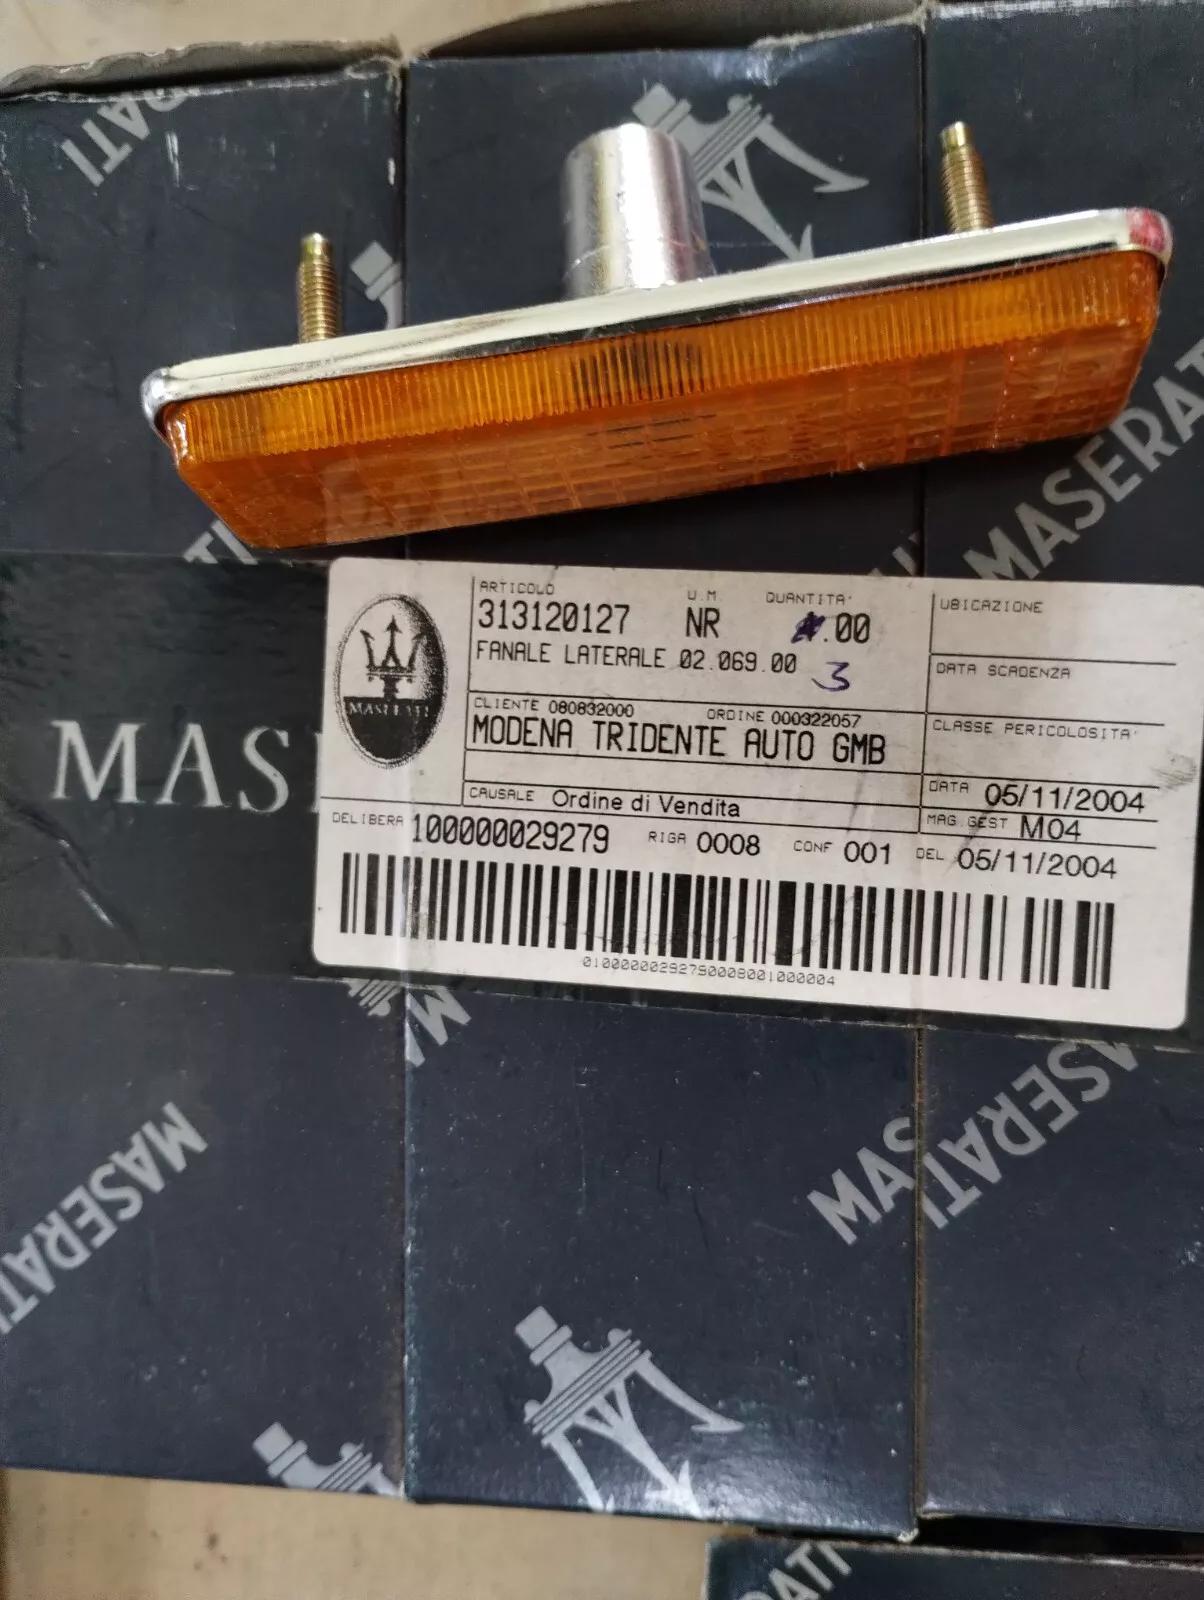 MASERATI
ARTICOLO U.M. QUANTITA'
313120127 NR .00
FANALE LATERALE 02.069.00 3
UBICAZIONE
DATA SCADENZA
MASERATI
CLIENTE 080832000 ORDINE 000322057
MODENA TRIDENTE AUTO GMB
CLASSE PERICOLOSITA'
MAS
CAUSALE Ordine di Vendita
DATA 05/11/2004
MAG.GEST M04
DELIBERA 100000029279 RIGA 0008 CONF 001 DEL 05/11/2004
01000000292790008001000004
MASERATI
MASERATI